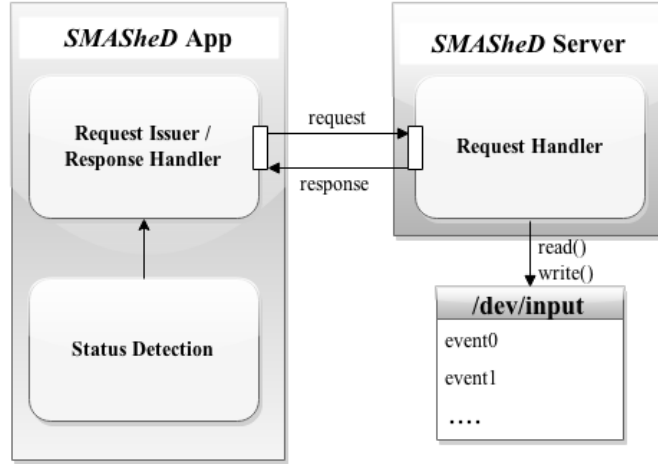 SMASheD App
Request Issuer /
Response Handler
Status Detection
request
response
SMASheD Server
Request Handler
read()
write()
/dev/input
event0
event1
....